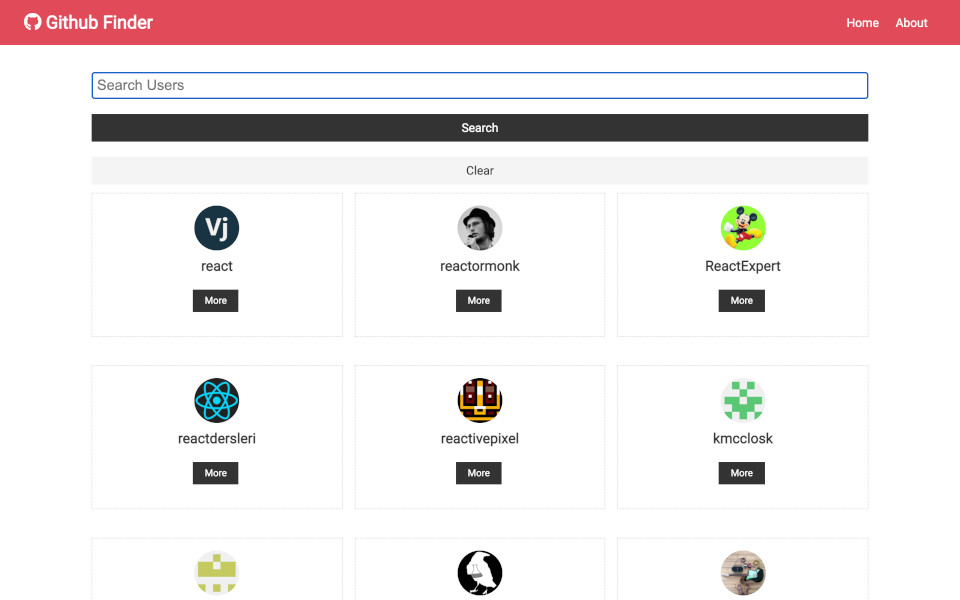 Github Finder
Home
About
Search Users
Search
Clear
Vj
react
reactormonk
ReactExpert
More
More
More
reactdersleri
reactivepixel
kmcclosk
More
More
More